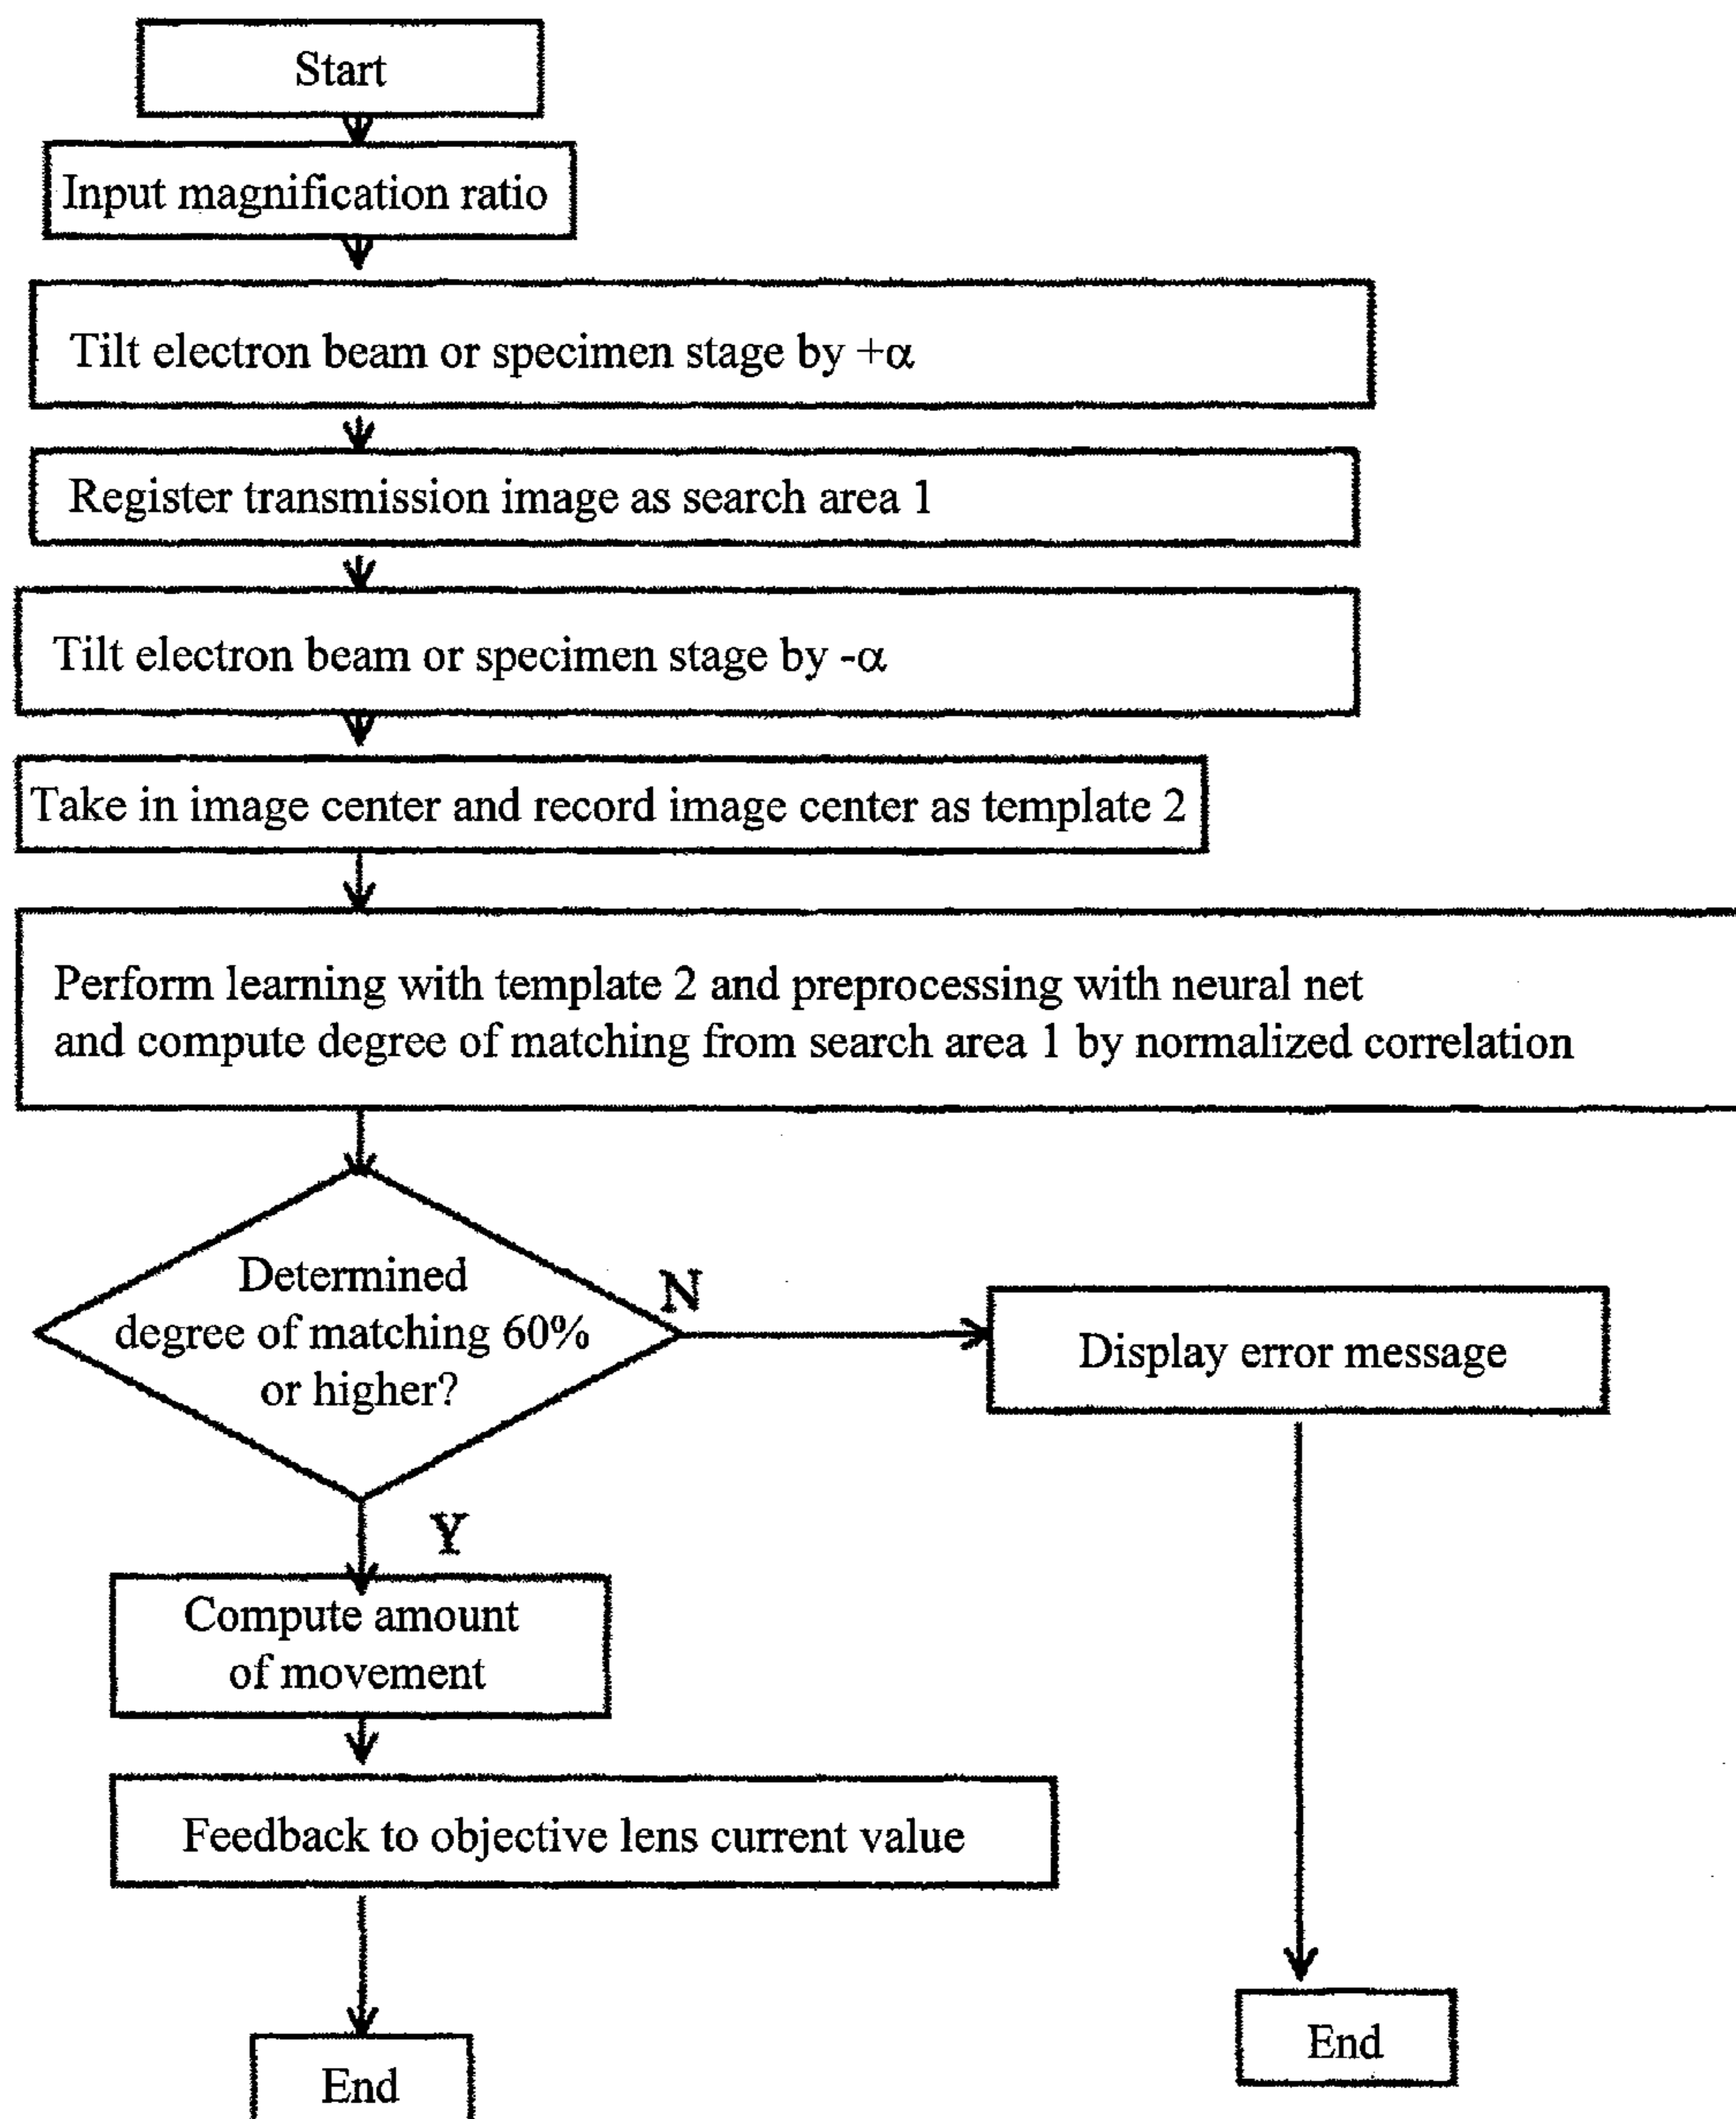 Start
Input magnification ratio
Tilt electron beam or specimen stage by +α
Register transmission image as search area 1
Tilt electron beam or specimen stage by -α
Take in image center and record image center as template 2
Perform learning with template 2 and preprocessing with neural net
and compute degree of matching from search area 1 by normalized correlation
Determined
degree of matching 60%
or higher?
N
Display error message
Y
Compute amount
of movement
Feedback to objective lens current value
End
End